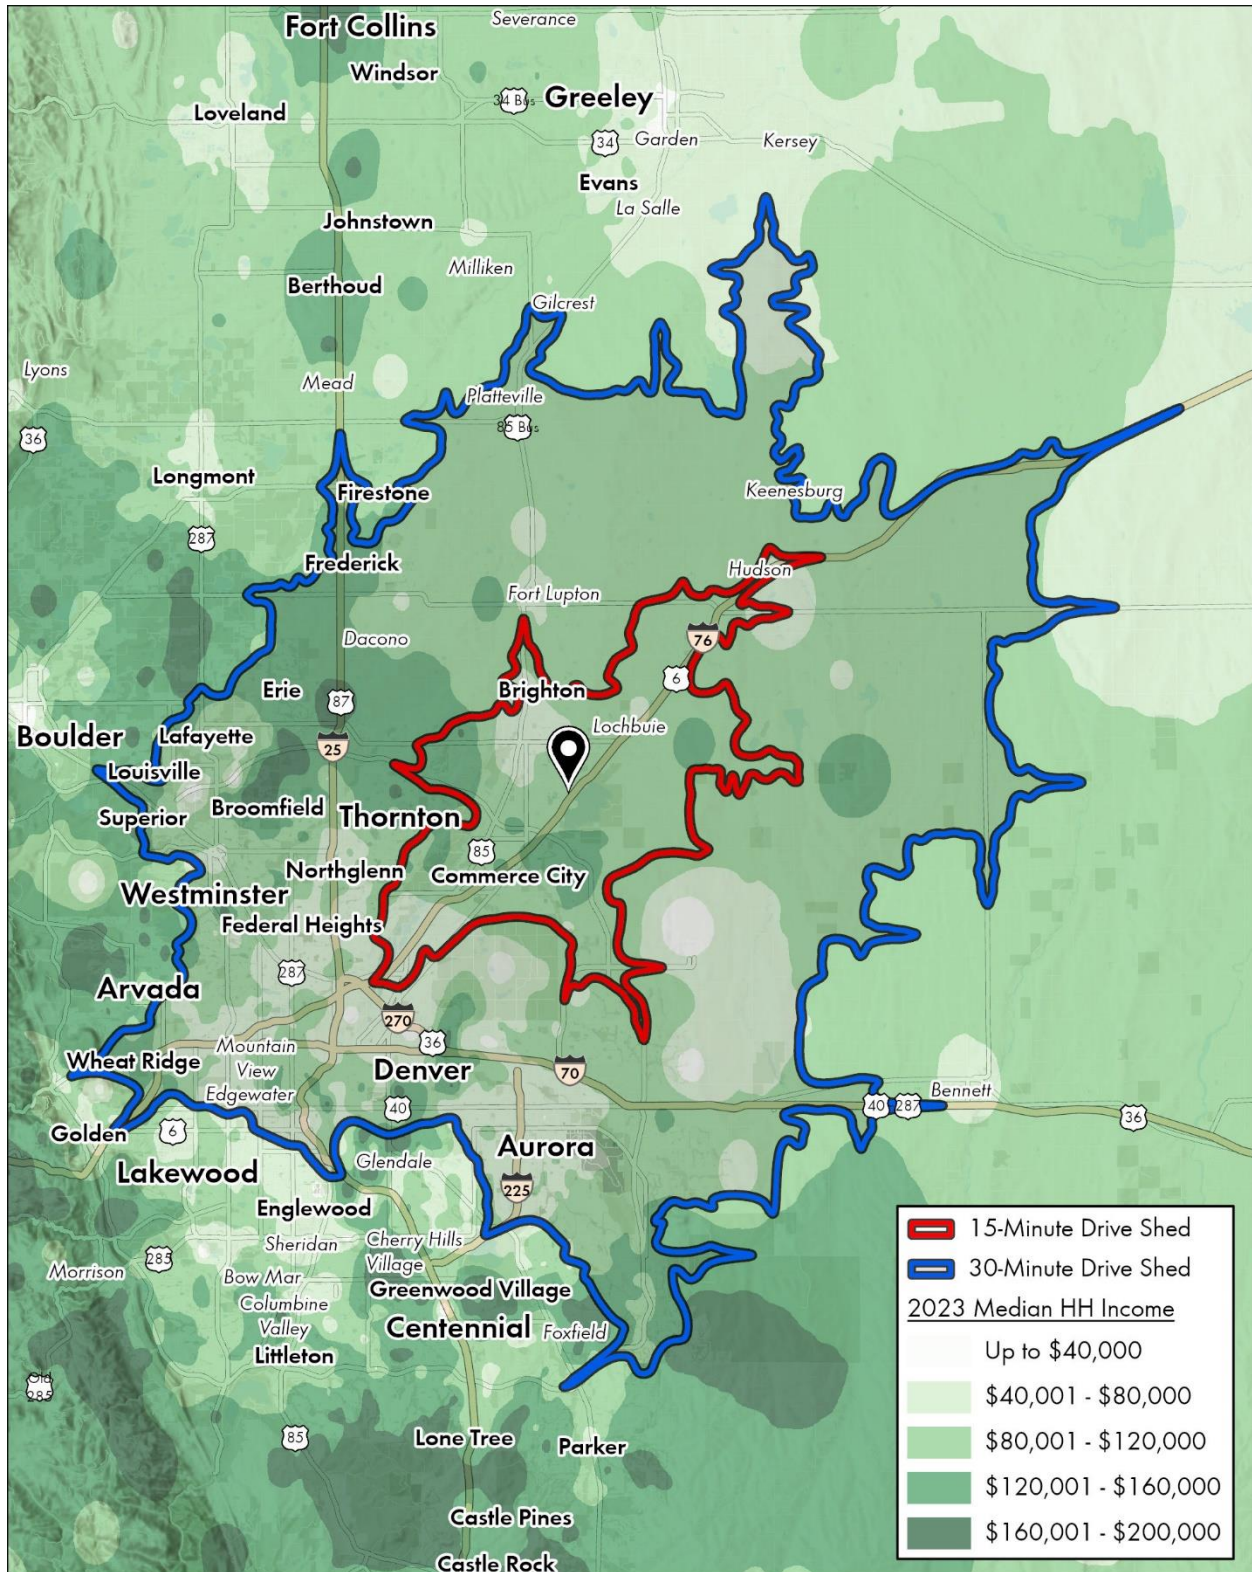 Severance
Fort Collins
Windsor
34 Bus
Greeley
Loveland
34
Garden
Kersey
Evans
La Salle
Johnstown
Milliken
Berthoud
Gilcrest
Lyons
Mead
Platteville
36
85 Bus
Longmont
Firestone
Keenesburg
287
Frederick
Hudson
Fort Lupton
Dacono
76
6
Erie
Brighton
87
Lochbuie
Boulder
Lafayette
25
Louisville
Superior
Broomfield
Thornton
85
Northglenn
Commerce City
Westminster
Federal Heights
287
Arvada
270
36
Wheat Ridge
Mountain
View
Denver
70
Edgewater
40
Bennett
40
287
36
Golden
6
Aurora
Lakewood
Glendale
225
Englewood
Sheridan
Cherry Hills
Village
285
Morrison
Bow Mar
Greenwood Village
Columbine
Valley
Centennial
Foxfield
Littleton
Old
285
85
Lone Tree
Parker
Castle Pines
Castle Rock
15-Minute Drive Shed
30-Minute Drive Shed
2023 Median HH Income
Up to $40,000
$40,001 - $80,000
$80,001 - $120,000
$120,001 - $160,000
$160,001 - $200,000